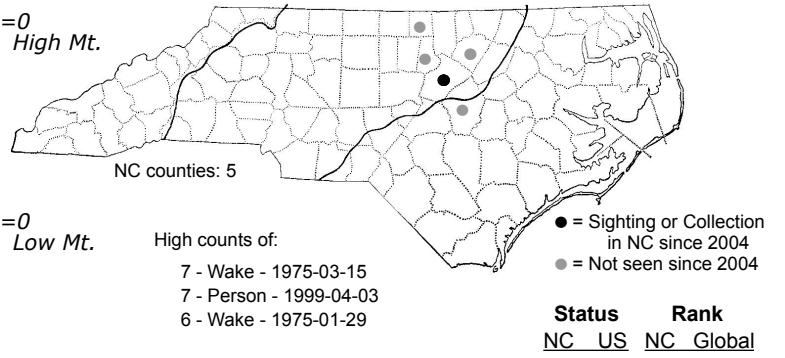 =0
High Mt.
NC counties: 5
=0
Low Mt.
High counts of:
7 - Wake - 1975-03-15
7 - Person - 1999-04-03
6 - Wake - 1975-01-29
= Sighting or Collection
in NC since 2004
= Not seen since 2004
Status Rank
NC US NC Global